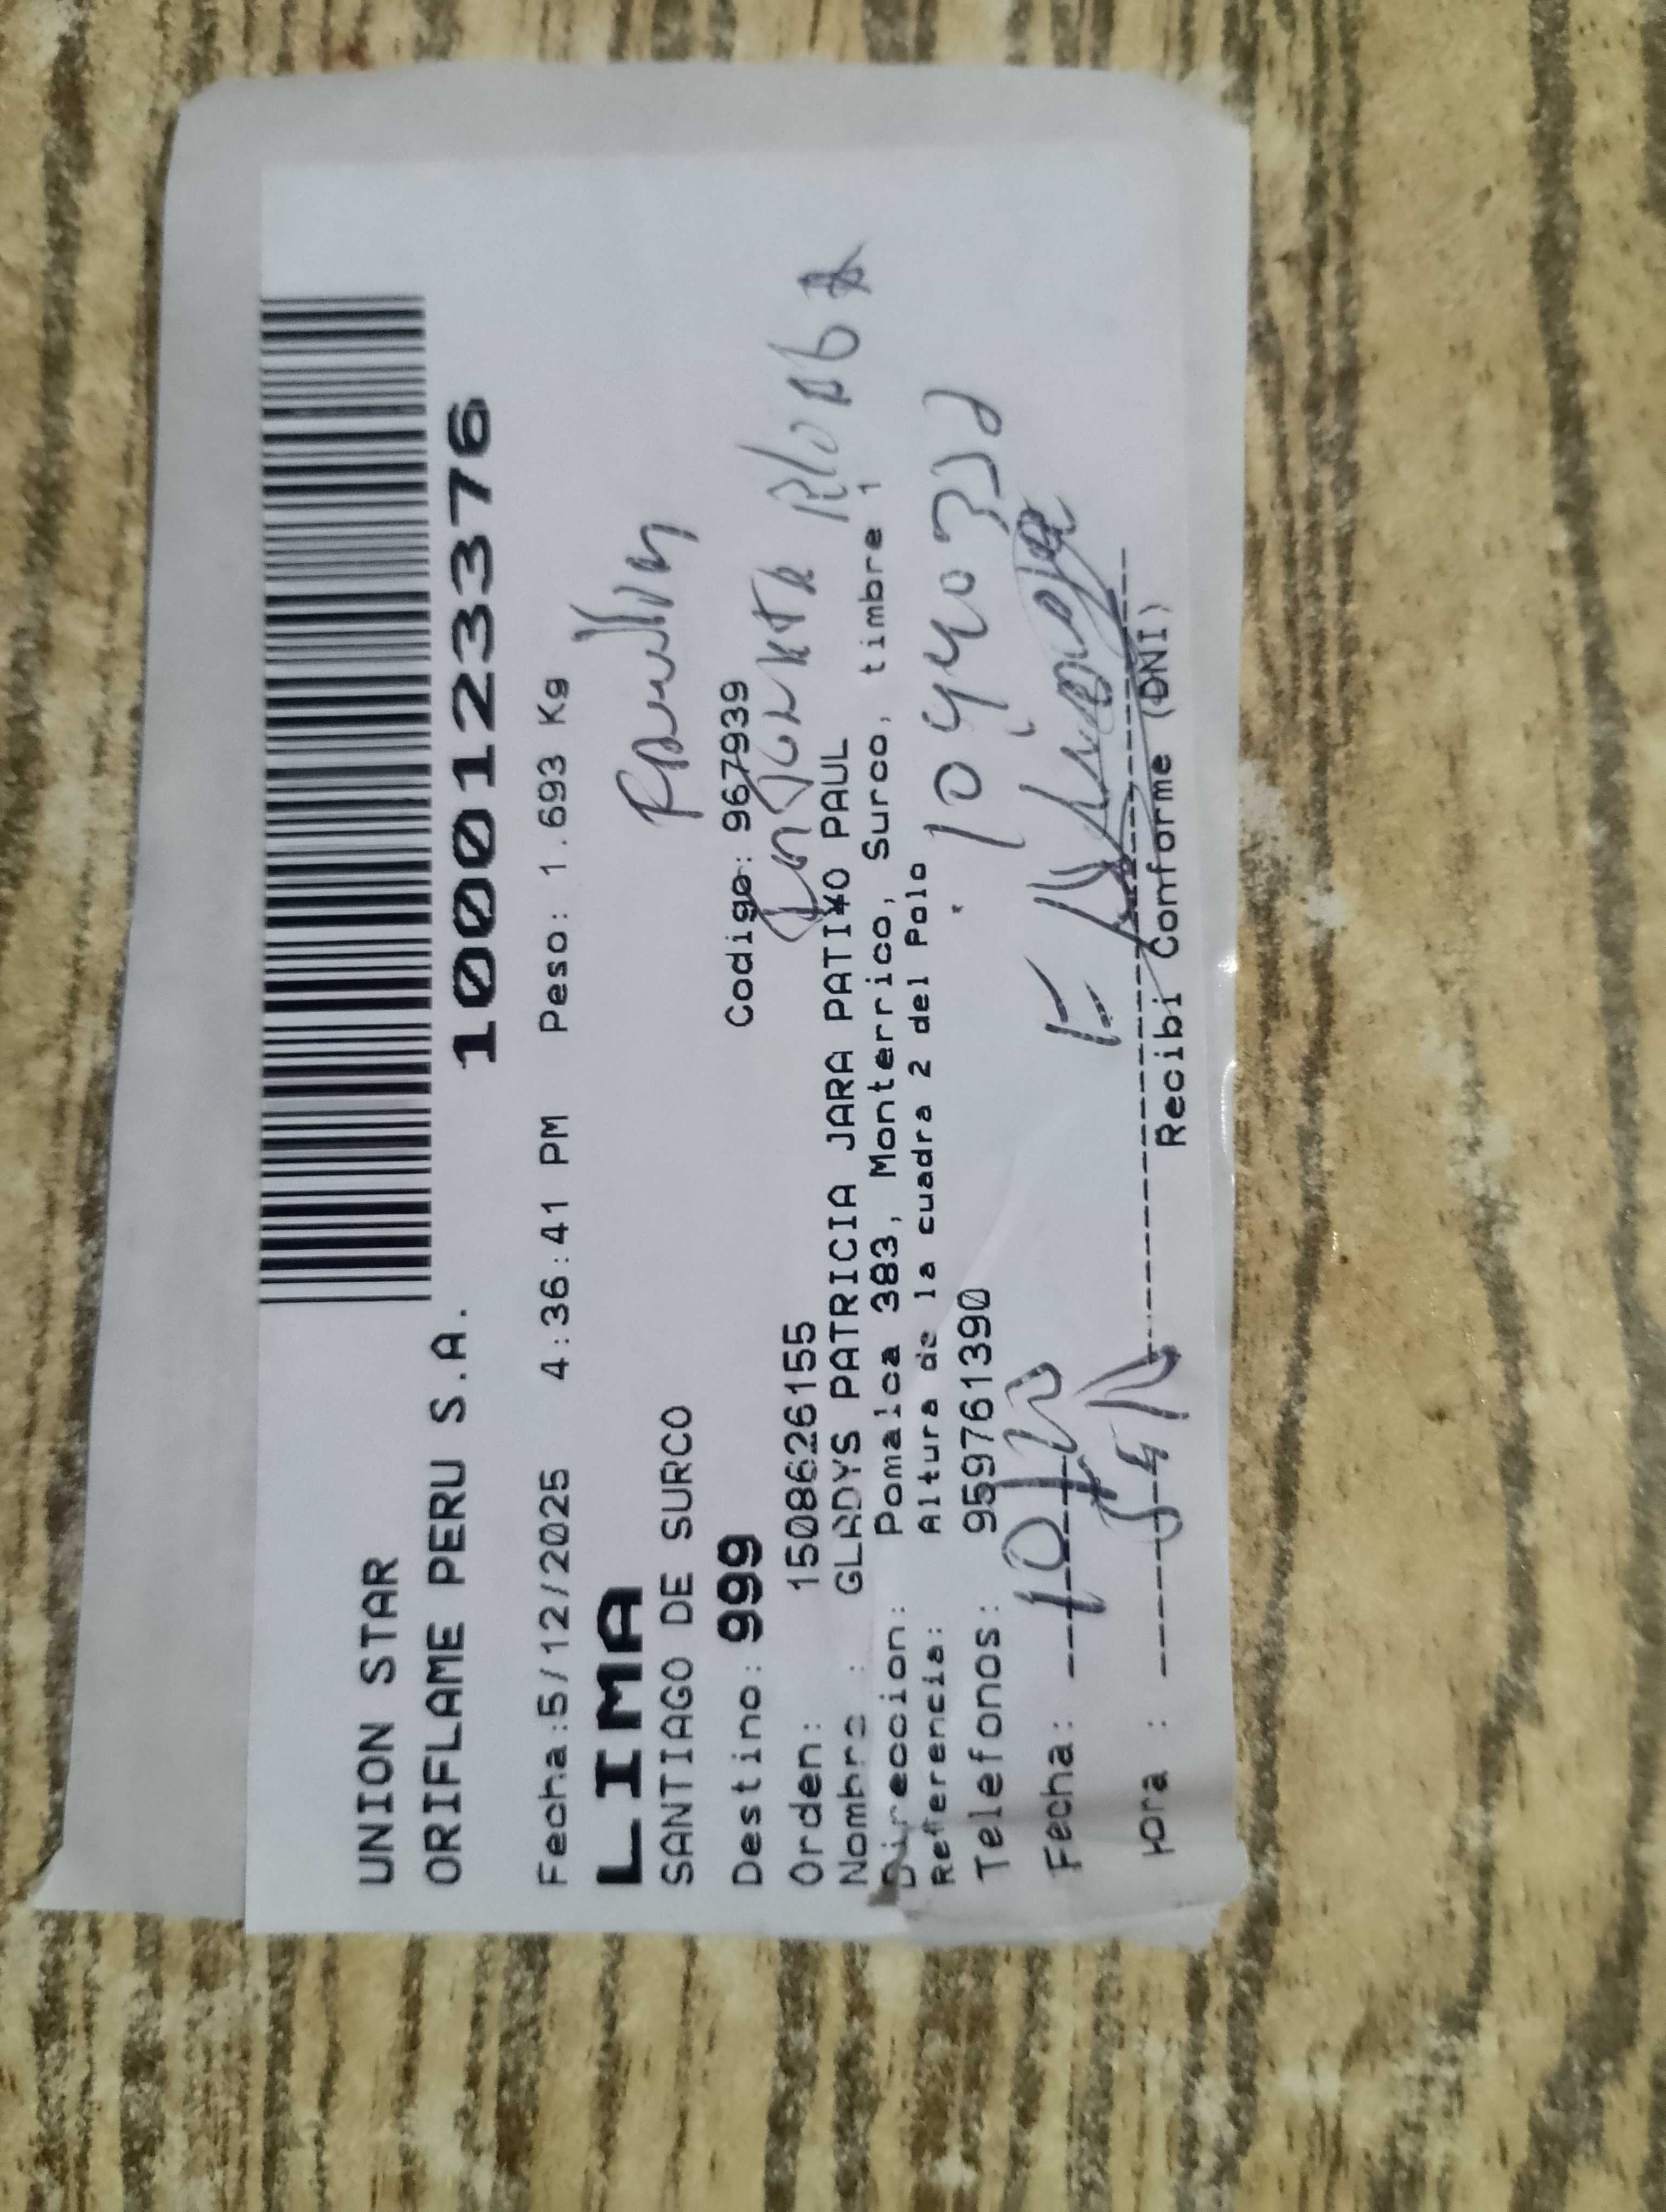 UNION STAR
ORIFLAME PERU S.A. 1000123376
Fecha:5/12/2025 4:36:41 PM Peso: 1.693 Kg
LIMA
SANTIAGO DE SURCO
Destino: 999 Codigo: 967939
Orden: 1508626155
Nombre : GLADYS PATRICIA JARA PATI¥O PAUL
Direccion: Pomalca 383, Monterrico, Surco, timbre 1
Referencia: Altura de la cuadra 2 del Polo
Telefonos: 959761390
Fecha:
Hora :
Recibi Conforme (DNI)